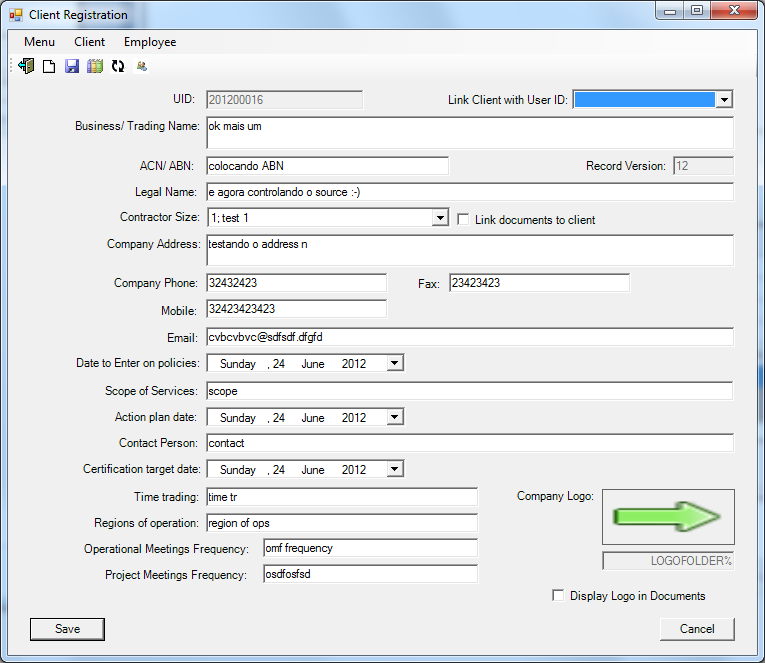 Client Registration
Menu Client Employee
UID: 201200016 Link Client with User ID:
Business/ Trading Name: ok mais um
ACN/ ABN: colocando ABN Record Version: 12
Legal Name: e agora controlando o source :-)
Contractor Size: 1; test 1 Link documents to client
Company Address: testando o address n
Company Phone: 32432423 Fax: 23423423
Mobile: 32423423423
Email: cvbcvbvc@sdfsdf.dfgfd
Date to Enter on policies: Sunday , 24 June 2012
Scope of Services: scope
Action plan date: Sunday , 24 June 2012
Contact Person: contact
Certification target date: Sunday , 24 June 2012
Time trading: time tr Company Logo:
Regions of operation: region of ops
Operational Meetings Frequency: omf frequency
LOGOFOLDER%
Project Meetings Frequency: osdfosfsd
Display Logo in Documents
Save Cancel